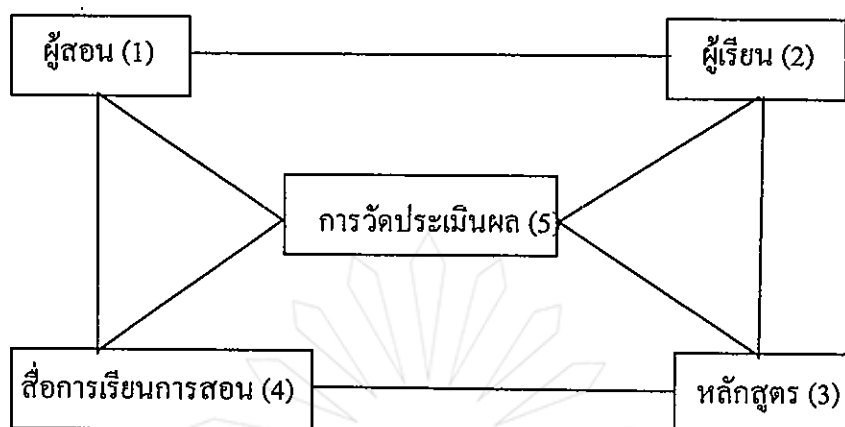 ผู้สอน (1)
ผู้เรียน (2)
การวัดประเมินผล (5)
สื่อการเรียนการสอน (4)
หลักสูตร (3)